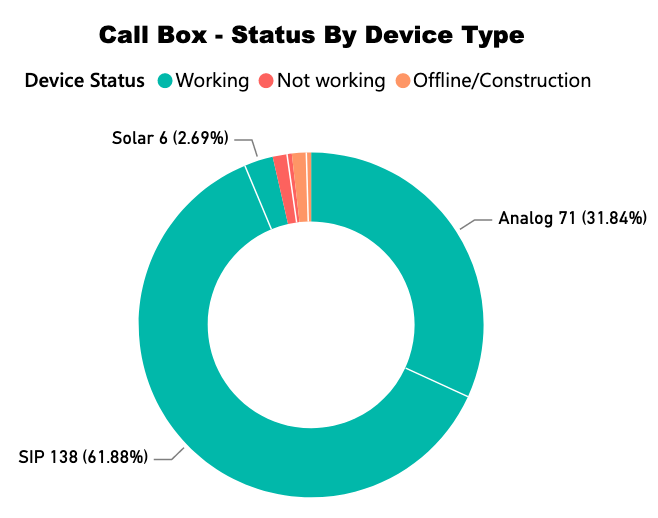 Call Box - Status By Device Type
Device Status Working Not working Offline/Construction
Solar 6 (2.69%)
Analog 71 (31.84%)
SIP 138 (61.88%)